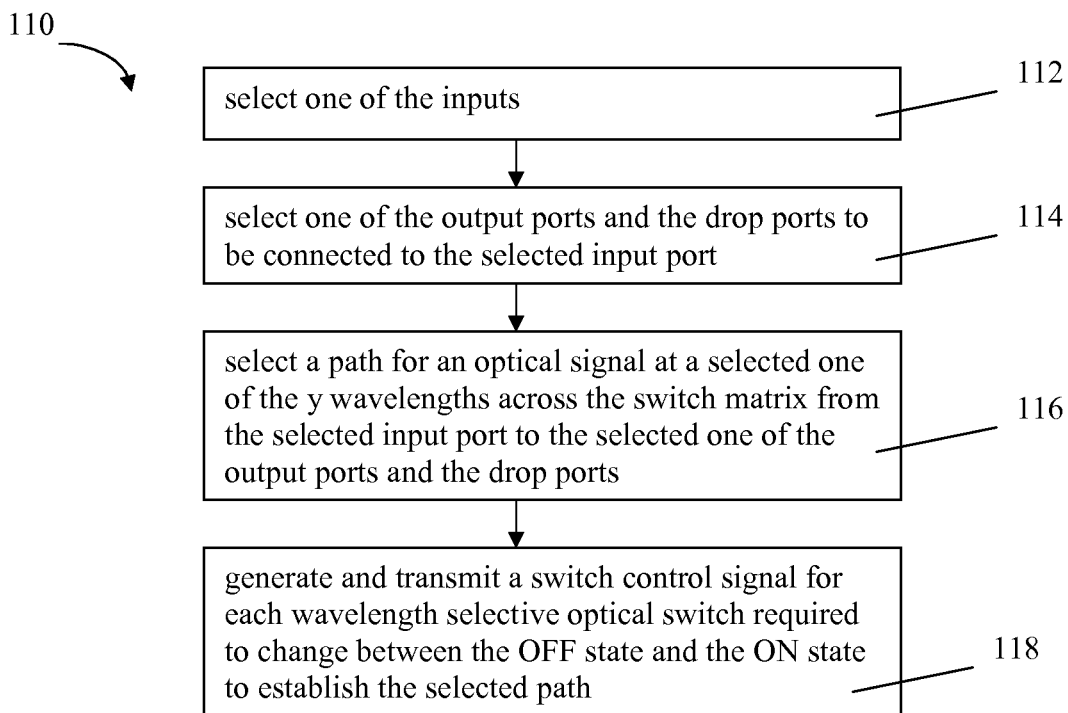 110
select one of the inputs
112
select one of the output ports and the drop ports to
be connected to the selected input port
114
select a path for an optical signal at a selected one
of the y wavelengths across the switch matrix from
the selected input port to the selected one of the
output ports and the drop ports
116
generate and transmit a switch control signal for
each wavelength selective optical switch required
to change between the OFF state and the ON state
to establish the selected path
118